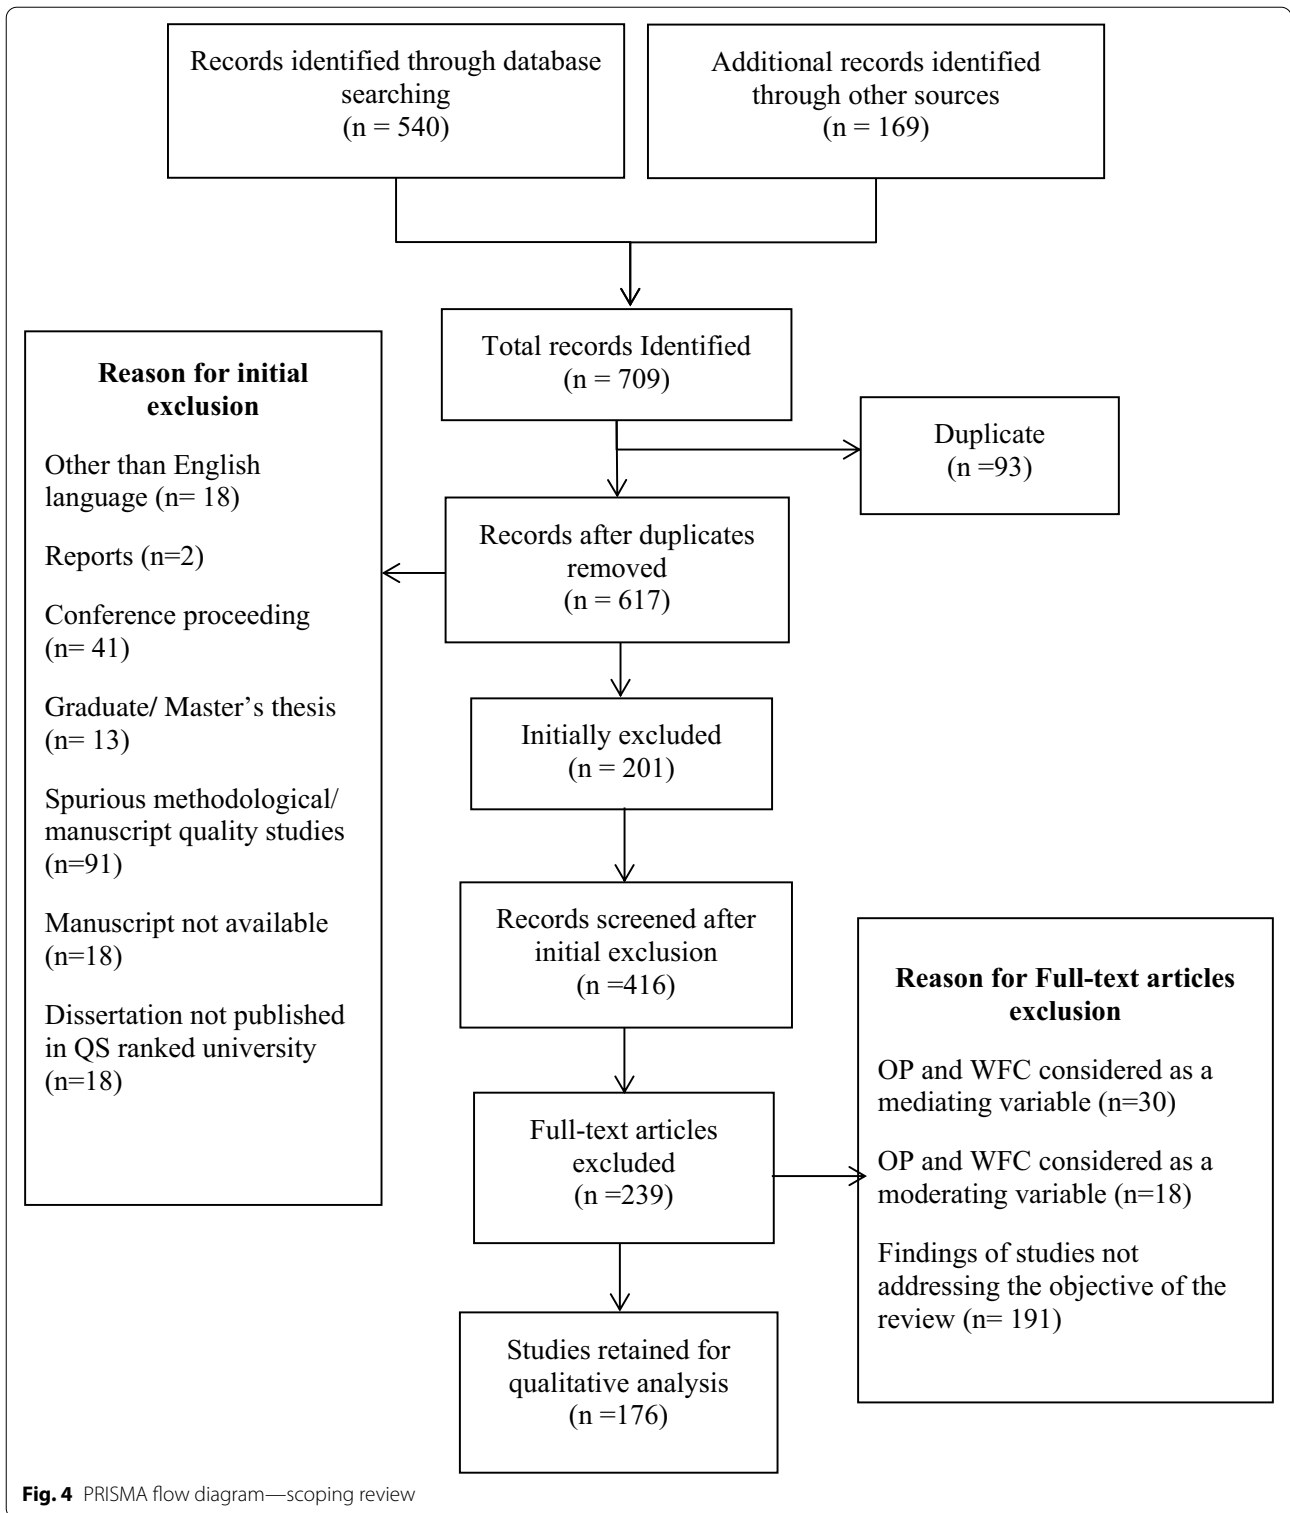 Records identified through database
searching
(n = 540)
Additional records identified
through other sources
(n = 169)
Total records Identified
(n = 709)
Duplicate
(n =93)
Records after duplicates
removed
(n = 617)
Reason for initial
exclusion
Other than English
language (n= 18)
Reports (n=2)
Conference proceeding
(n= 41)
Graduate/ Master’s thesis
(n= 13)
Spurious methodological/
manuscript quality studies
(n=91)
Manuscript not available
(n=18)
Dissertation not published
in QS ranked university
(n=18)
Initially excluded
(n = 201)
Records screened after
initial exclusion
(n =416)
Full-text articles
excluded
(n =239)
Reason for Full-text articles
exclusion
OP and WFC considered as a
mediating variable (n=30)
OP and WFC considered as a
moderating variable (n=18)
Findings of studies not
addressing the objective of the
review (n= 191)
Studies retained for
qualitative analysis
(n =176)
Fig. 4 PRISMA flow diagram—scoping review